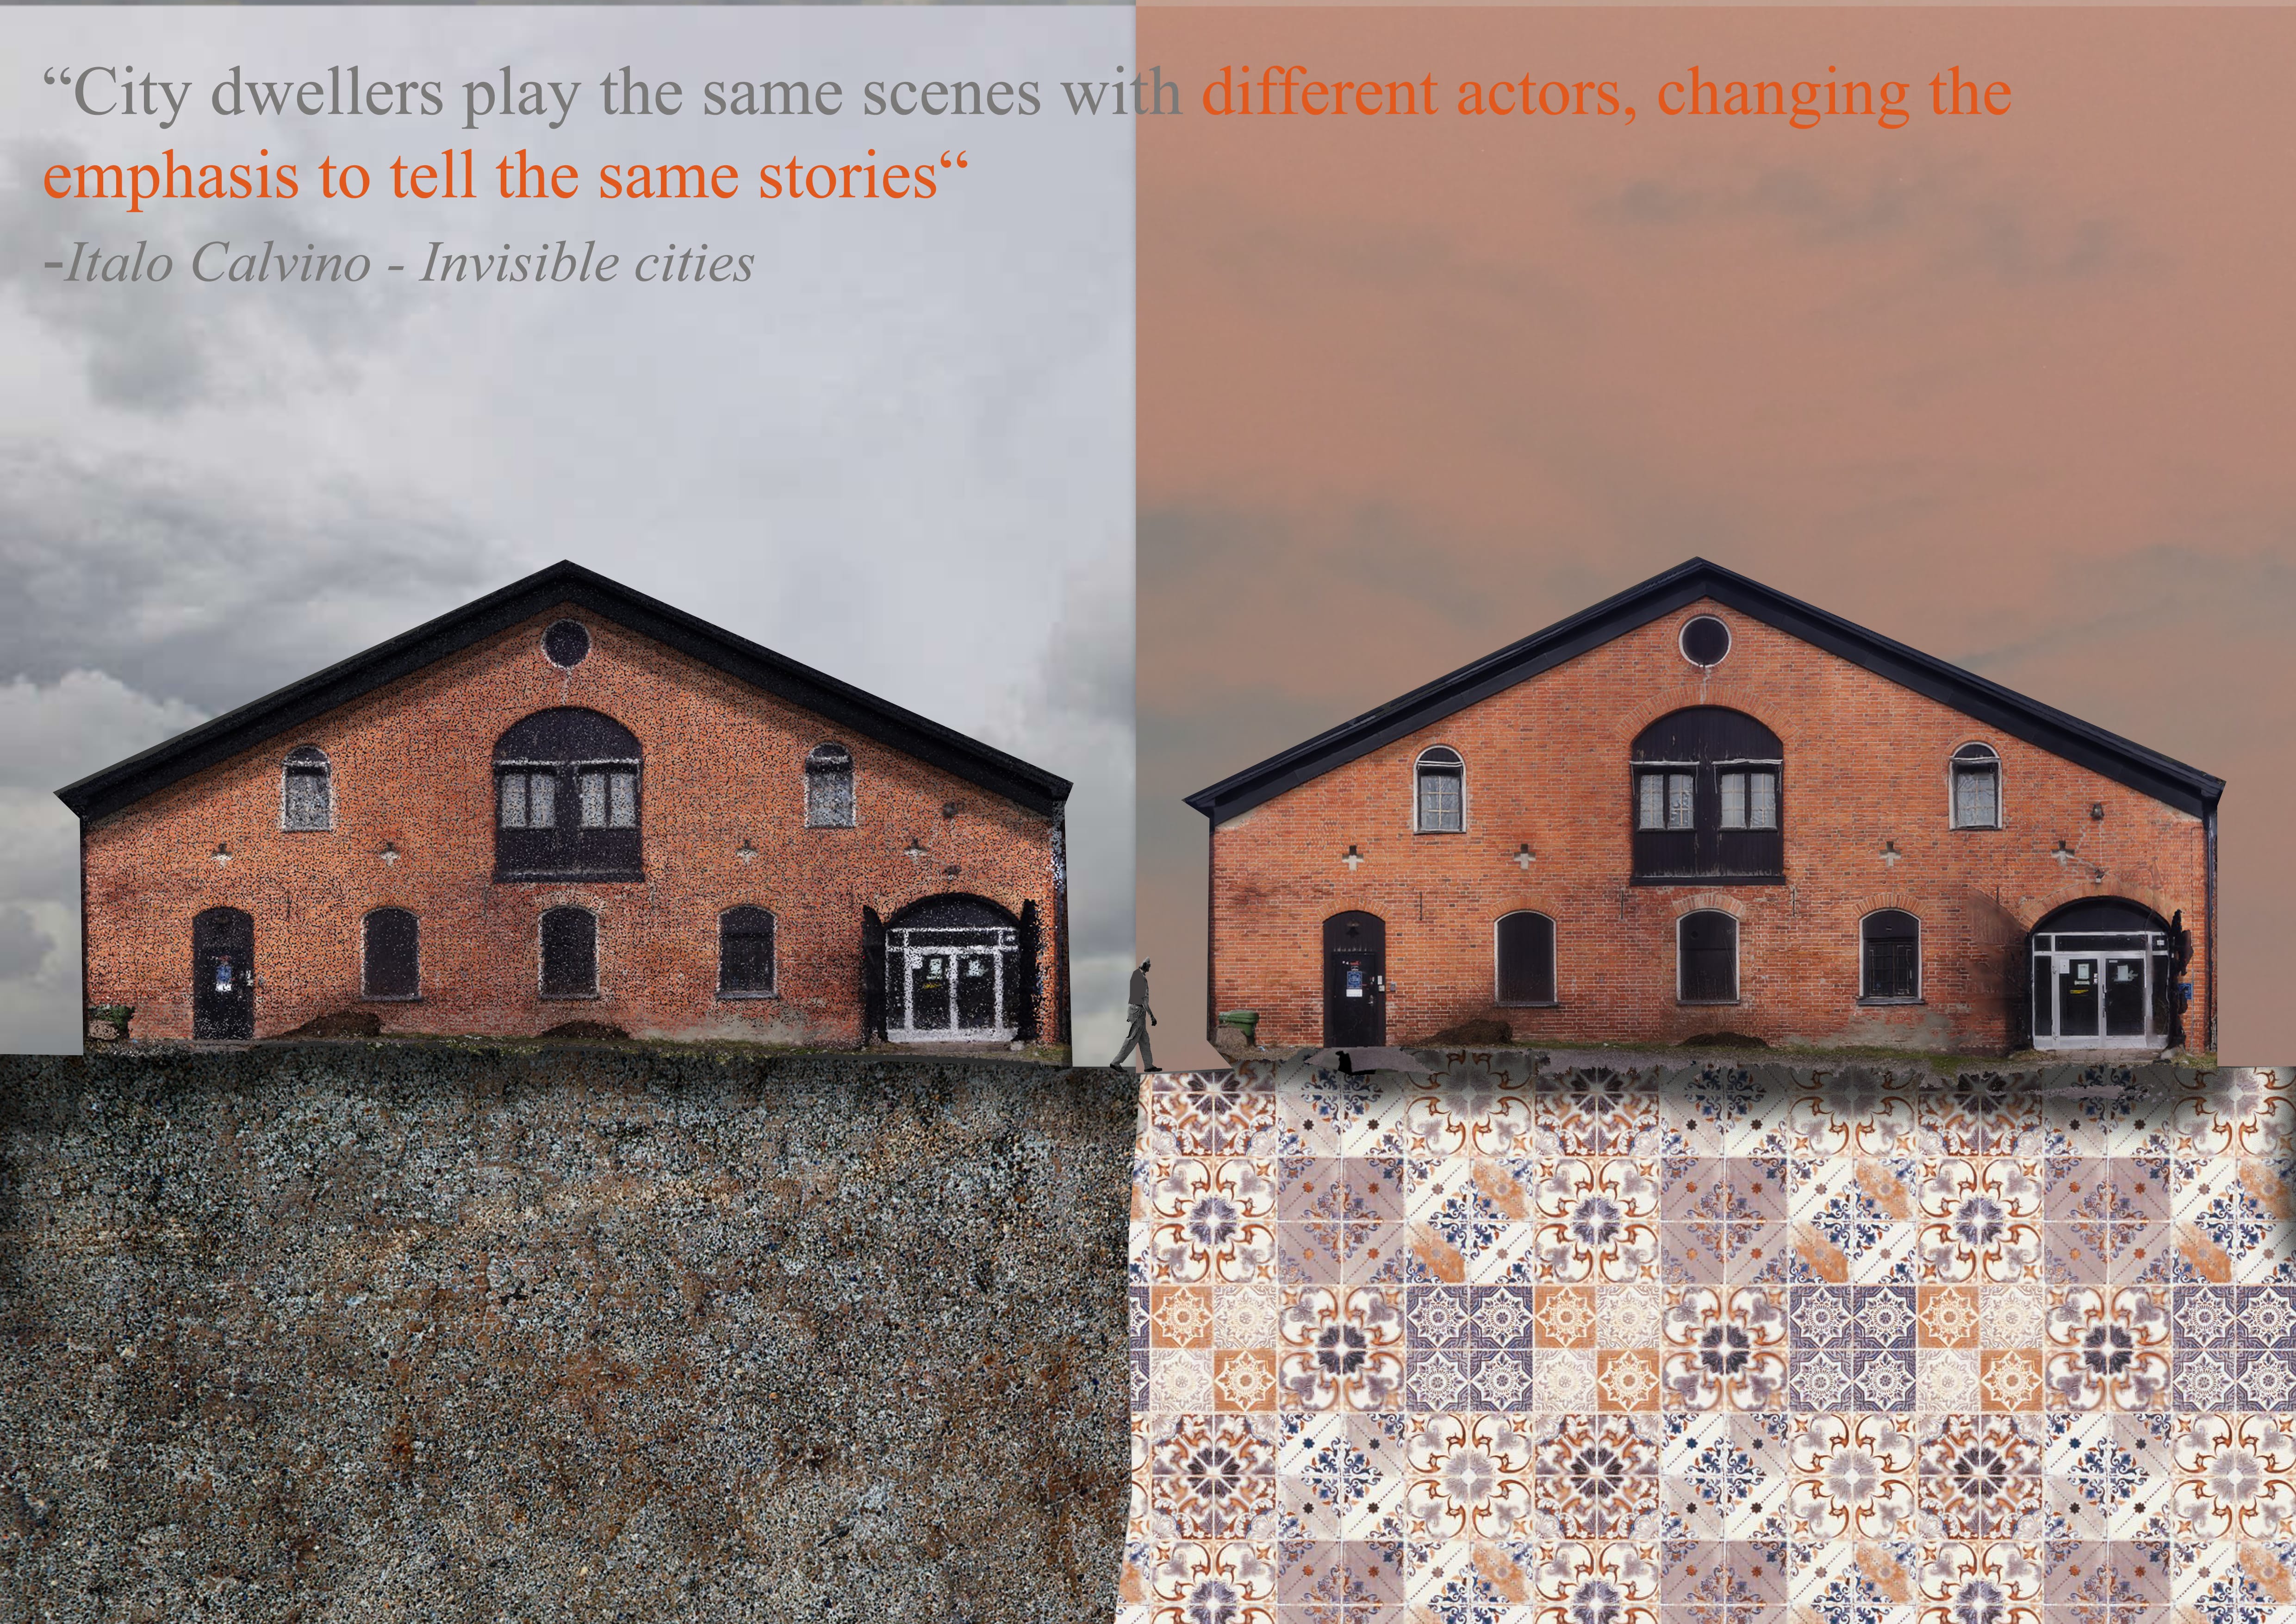 “City dwellers play the same scenes with different actors, changing the
emphasis to tell the same stories“
-Italo Calvino - Invisible cities